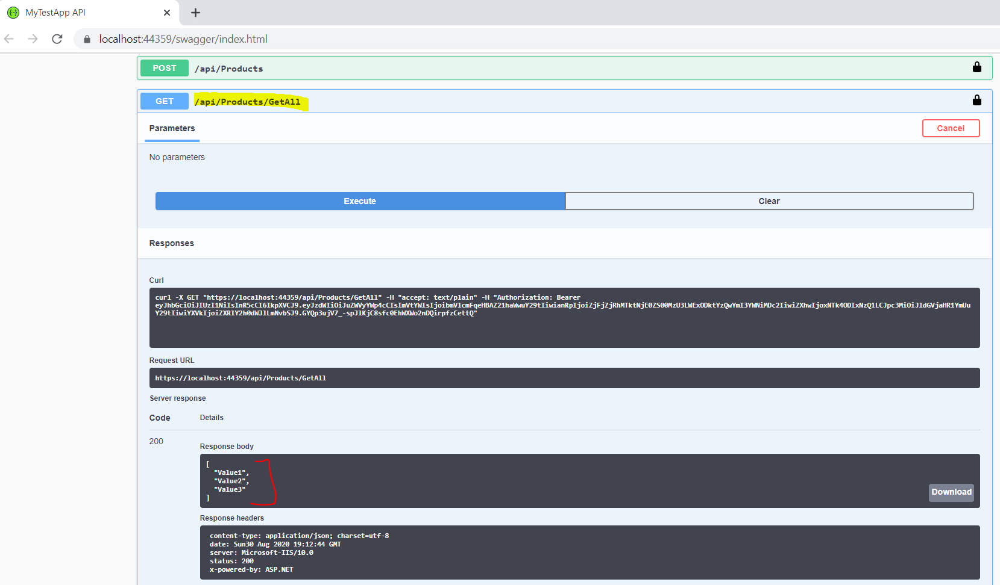 MyTestApp API
localhost:44359/swagger/index.html
POST /api/Products
GET /api/Products/GetAll
Parameters
Cancel
No parameters
Execute
Clear
Responses
Curl
curl -X GET "https://localhost:44359/api/Products/GetAll" -H "accept: text/plain" -H "Authorization: Bearer
eyJhbGciOiJIUzI1NiIsInR5cCI6IkpXVCJ9.eyJzdWIiOiJuZWVyYWp4cCIsImVtYWlsIjoibmVlcmFqeHBAZ21haWwuY29tIiwianRpIjoiZjFjZjRhMTktNjE0ZS00MzU3LWExODktYzQwYmI3YWNiMDc2IiwiZXhwIjoxNTk4ODIxNzQ1LCJpc3MiOiJldGVjaHR1YmUu
Y29tIiwiYXVkIjoiZXRlY2h0dWJlLmNvbSJ9.GYQp3ujV7_-spJlKjC8sfc0EhWXWo2nDQirpfzCettQ"
Request URL
https://localhost:44359/api/Products/GetAll
Server response
Code Details
200
Response body
[
"Value1",
"Value2",
"Value3"
]
Download
Response headers
content-type: application/json; charset=utf-8
date: Sun30 Aug 2020 19:12:44 GMT
server: Microsoft-IIS/10.0
status: 200
x-powered-by: ASP.NET